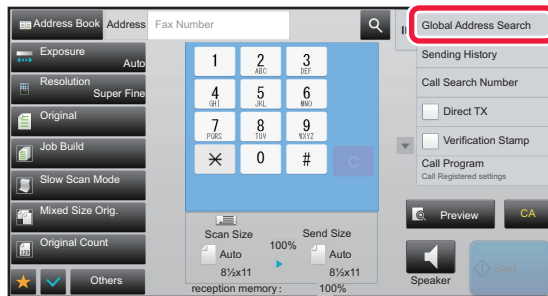 Address Book
Address
Fax Number
Global Address Search
Exposure
Auto
Resolution
Super Fine
Original
Job Build
Slow Scan Mode
Mixed Size Orig.
Original Count
Others
1
2
ABC
3
DEF
4
GHI
5
JKL
6
MNO
7
PQRS
8
TUV
9
WXYZ
0
#
C
Scan Size
100%
Send Size
Auto
8½x11
Auto
8½x11
reception memory :
100%
Sending History
Call Search Number
Direct TX
Verification Stamp
Call Program
Call Registered settings
Preview
CA
Speaker
Start